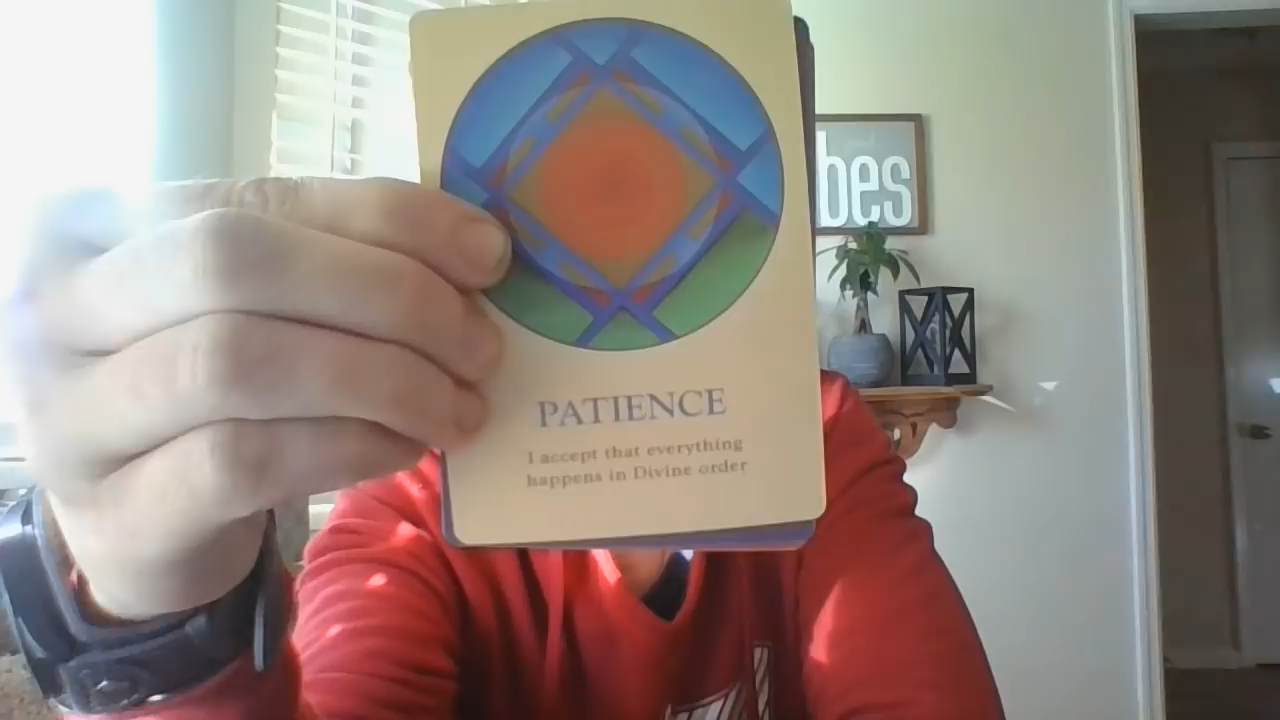 bes
PATIENCE
I accept that everything
happens in Divine order